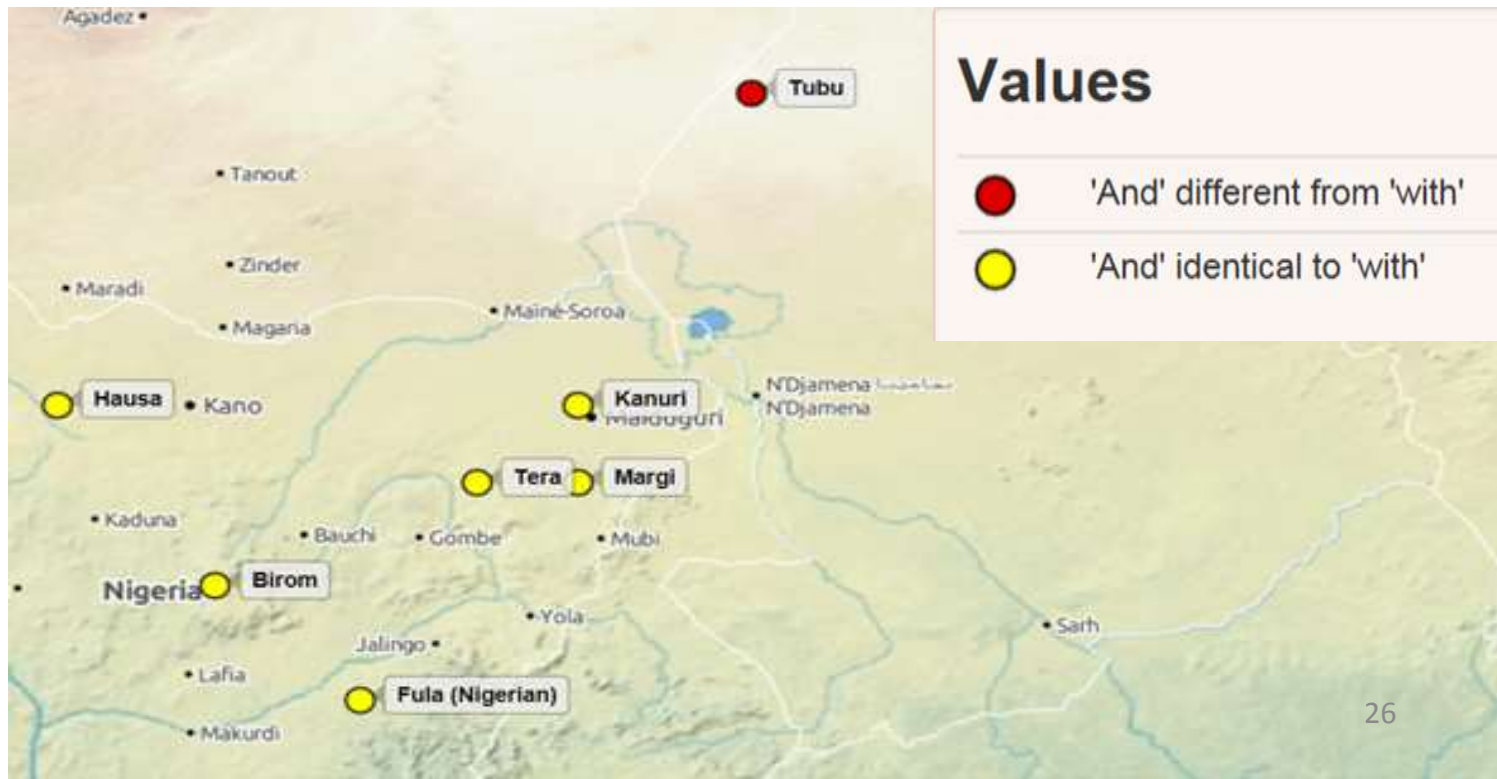 Agadez
Tubu
Values
Tanout
'And' different from 'with'
Zinder
'And' identical to 'with'
Maradi
Maïné-Soroa
Magaria
Hausa
Kano
Kanuri
Maiduguri
N'Djamena
N'Djamena
Tera
Margi
Kaduna
Bauchi
Gombe
Mubi
Nigeria
Birom
Yola
Sarh
Jalingo
Lafia
Fula (Nigerian)
26
Makurdi